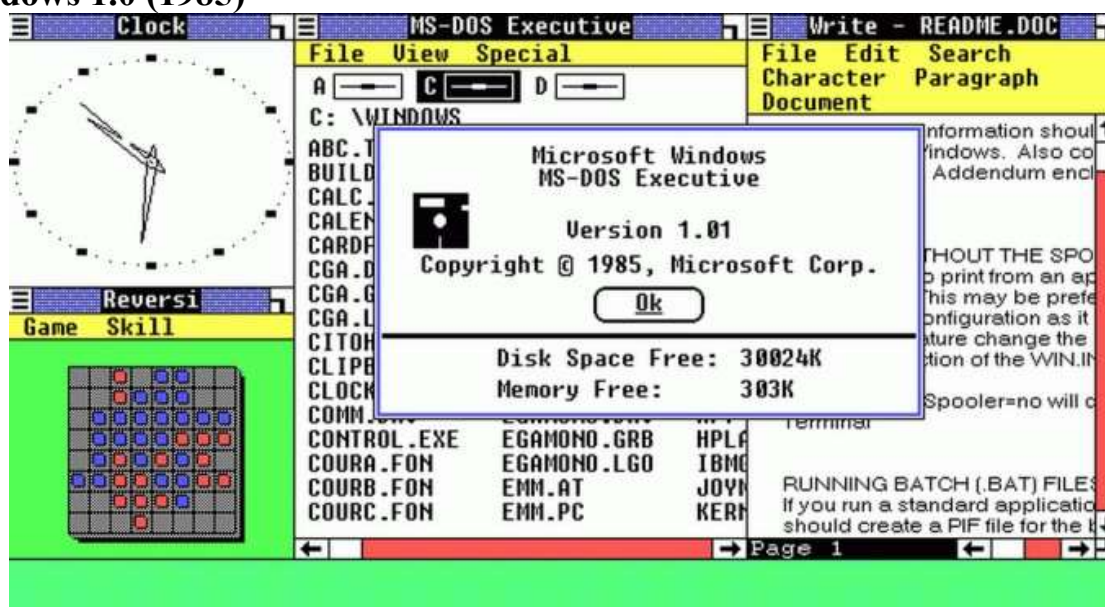 dows 1.0 (1985)
Clock
MS-DOS Executive
File View Special
A C D
C: \WINDOWS
ABC.T
BUILD
CALC.
CALEN
CARDF
CGA.D
CGA.G
CGA.L
CITOH
CLIPB
CLOCK
CONTROL.EXE EGAMONO.GRB HPLA
COURA.FON EGAMONO.LGO IBMG
COURB.FON EMM.AT JOYN
COURC.FON EMM.PC KERN
Microsoft Windows
MS-DOS Executive
Version 1.01
Copyright © 1985, Microsoft Corp.
Ok
Disk Space Free: 30024K
Memory Free: 303K
Reversi
Game Skill
Write - README.DOC
File Edit Search
Character Paragraph
Document
nformation shoul
indows. Also co
Addendum encl
THOUT THE SPO
o print from an ap
This may be prefe
onfiguration as it
ature change the
ction of the WIN.IN
Spooler=no will c
Terminal
RUNNING BATCH (.BAT) FILES
If you run a standard applicatio
should create a PIF file for the b
Page 1